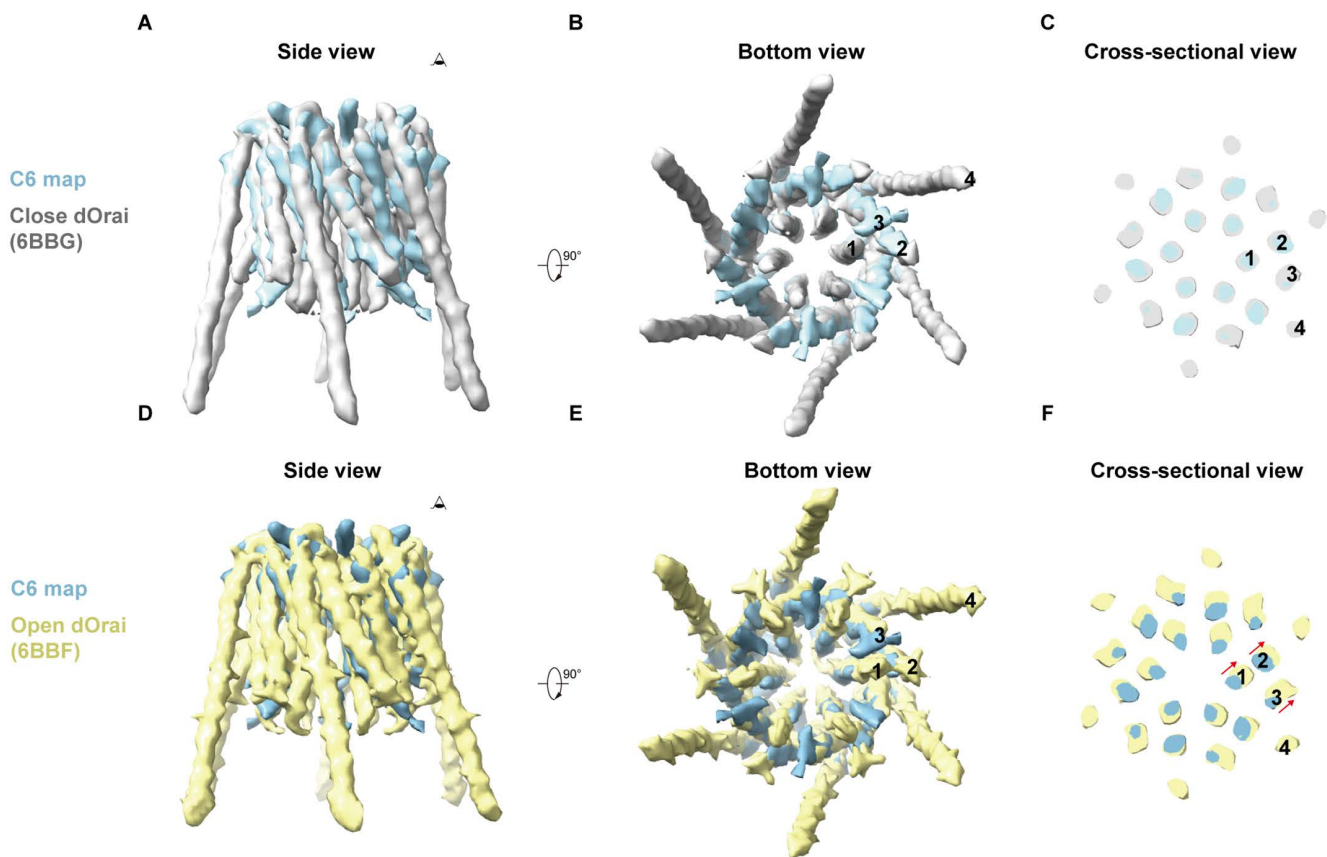 A
B
C
Side view
Bottom view
Cross-sectional view
C6 map
Close dOrai
(6BBG)
90°
4
3
1
2
2
1
3
4
D
E
F
Side view
Bottom view
Cross-sectional view
C6 map
Open dOrai
(6BBF)
90°
4
3
1
2
2
1
3
4